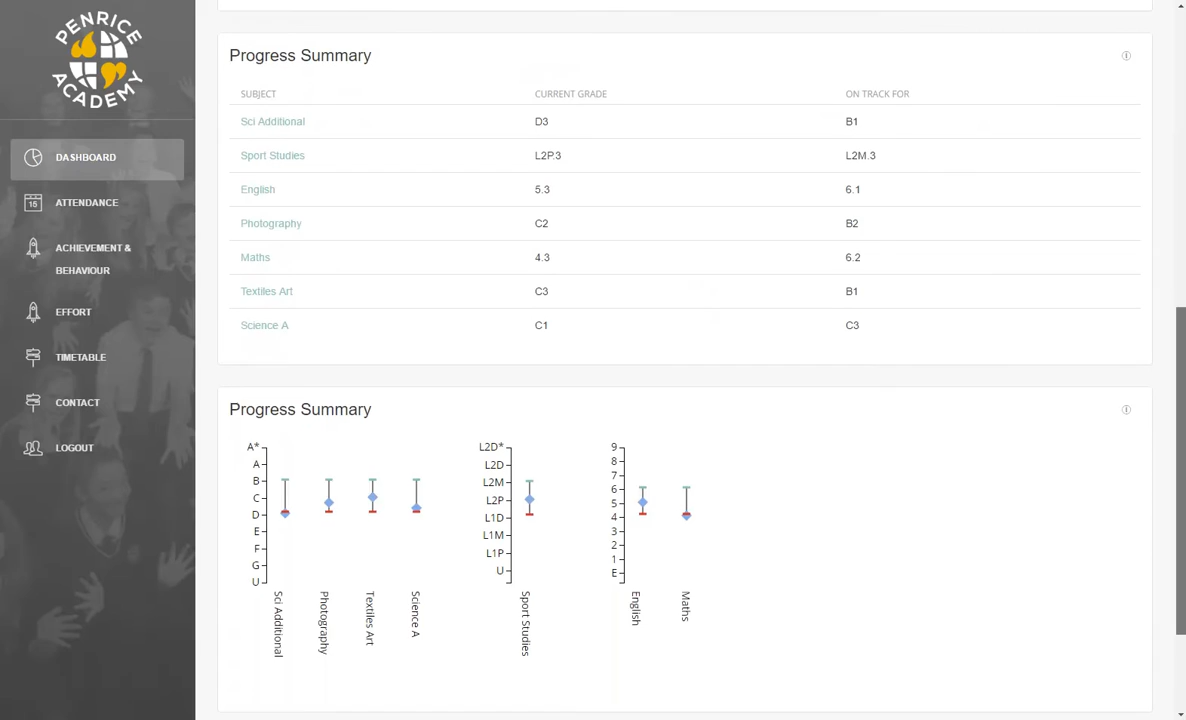 PENRICE
ACADEMY
DASHBOARD
15 ATTENDANCE
ACHIEVEMENT &
BEHAVIOUR
EFFORT
TIMETABLE
CONTACT
LOGOUT
Progress Summary
SUBJECT CURRENT GRADE ON TRACK FOR
Sci Additional D3 B1
Sport Studies L2P.3 L2M.3
English 5.3 6.1
Photography C2 B2
Maths 4.3 6.2
Textiles Art C3 B1
Science A C1 C3
Progress Summary
A*
A
B
C
D
E
F
G
U
Sci Additional
Photography
Textiles Art
Science A
L2D*
L2D
L2M
L2P
L1D
L1M
L1P
U
Sport Studies
9
8
7
6
5
4
3
2
1
E
English
Maths